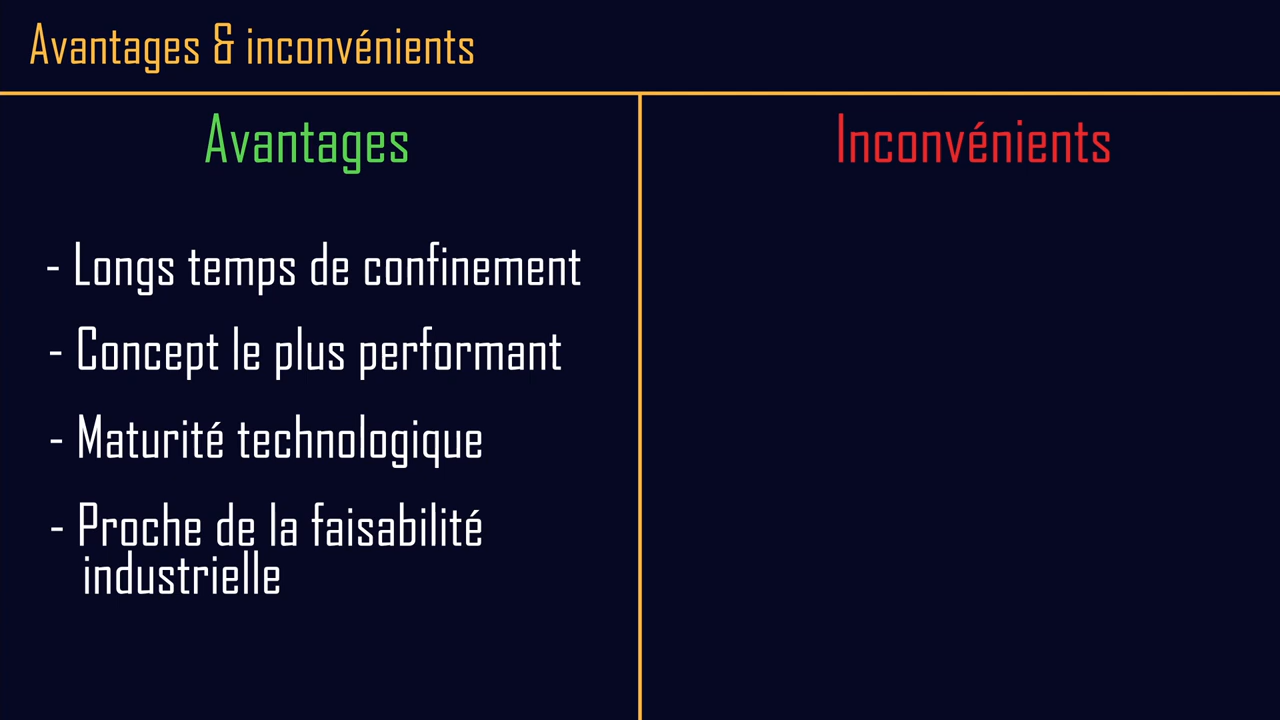 Avantages & inconvénients
Avantages
Inconvénients
- Longs temps de confinement
- Concept le plus performant
- Maturité technologique
- Proche de la faisabilité
industrielle